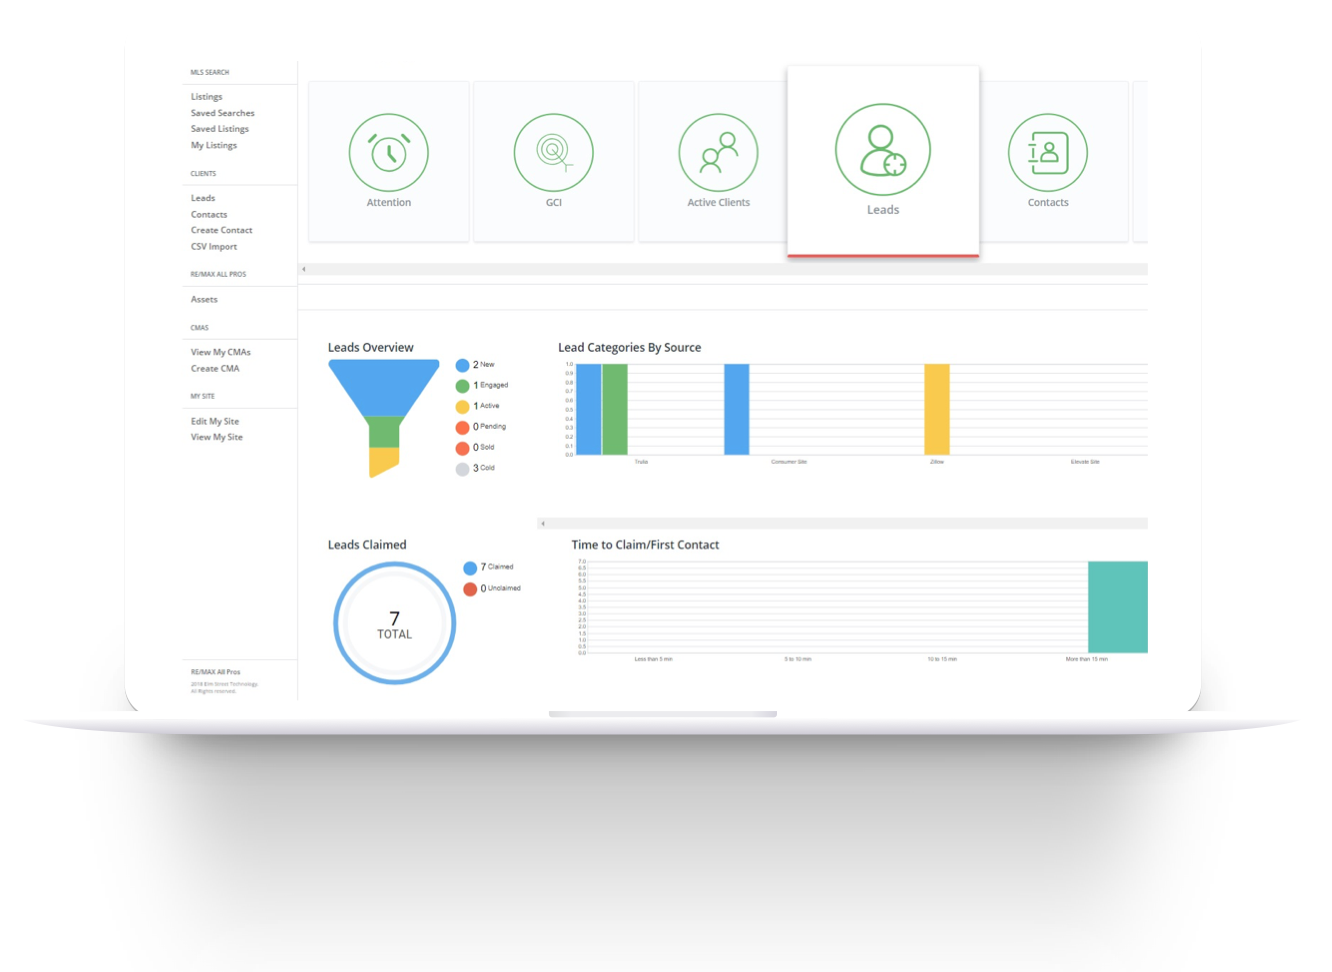 MLS SEARCH
Listings
Saved Searches
Saved Listings
My Listings
CLIENTS
Leads
Contacts
Create Contact
CSV Import
RE/MAX ALL PROS
Assets
CMAS
View My CMAs
Create CMA
MY SITE
Edit My Site
View My Site
RE/MAX All Pros
2018 Elm Street Technology.
All Rights reserved.
Attention
GCI
Active Clients
Leads
Contacts
Leads Overview
2 New
1 Engaged
1 Active
0 Pending
0 Sold
3 Cold
Lead Categories By Source
1.0
0.9
0.8
0.7
0.6
0.5
0.4
0.3
0.2
0.1
0.0
Trulia
Consumer Site
Zillow
Elevate Site
Leads Claimed
7
TOTAL
7 Claimed
0 Unclaimed
Time to Claim/First Contact
7.0
6.5
6.0
5.5
5.0
4.5
4.0
3.5
3.0
2.5
2.0
1.5
1.0
0.5
0.0
Less than 5 min
5 to 10 min
10 to 15 min
More than 15 min